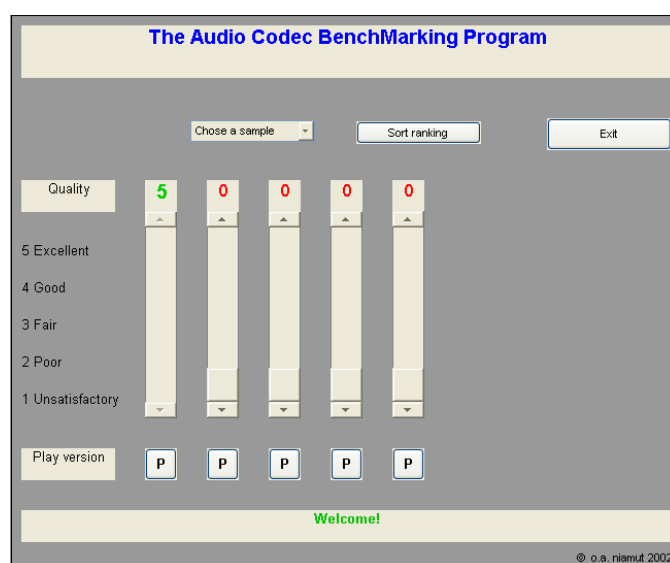 The Audio Codec BenchMarking Program
Chose a sample
Sort ranking
Exit
Quality
5 0 0 0 0
5 Excellent
4 Good
3 Fair
2 Poor
1 Unsatisfactory
Play version
P P P P P
Welcome!
© o.a. niamut 2002